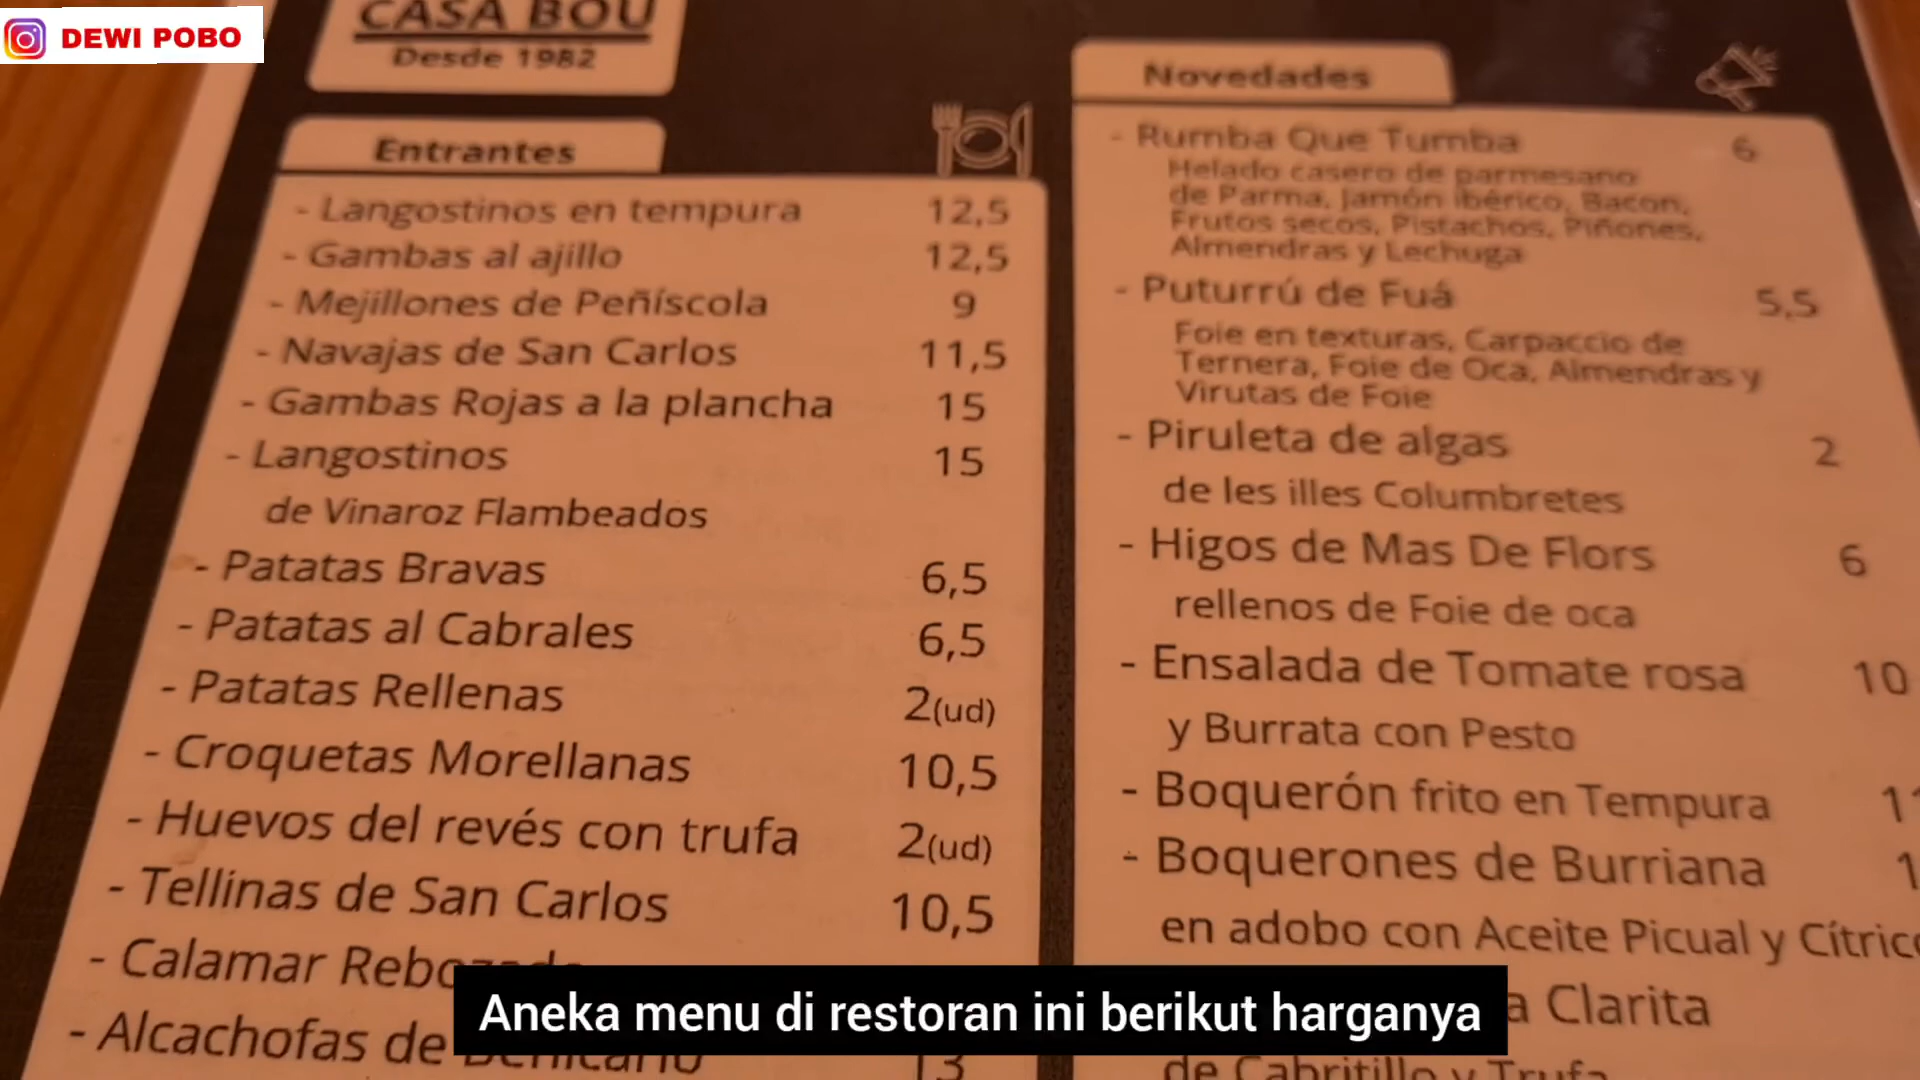 DEWI POBO
CASA BOU
Desde 1982
Entrantes
- Langostinos en tempura 12,5
- Gambas al ajillo 12,5
- Mejillones de Peñíscola 9
- Navajas de San Carlos 11,5
- Gambas Rojas a la plancha 15
- Langostinos 15
de Vinaroz Flambeados
- Patatas Bravas 6,5
- Patatas al Cabrales 6,5
- Patatas Rellenas 2(ud)
- Croquetas Morellanas 10,5
- Huevos del revés con trufa 2(ud)
- Tellinas de San Carlos 10,5
- Calamar
- Alcachofas de 13
Novedades
- Rumba Que Tumba 6
Helado casero de parmesano
de Parma, Jamón ibérico, Bacon,
Frutos secos, Pistachos, Piñones,
Almendras y Lechuga
- Puturrú de Fuá 5,5
Foie en texturas, Carpaccio de
Ternera, Foie de Oca, Almendras y
Virutas de Foie
- Piruleta de algas 2
de les illes Columbretes
- Higos de Mas De Flors 6
rellenos de Foie de oca
- Ensalada de Tomate rosa 10
y Burrata con Pesto
- Boquerón frito en Tempura
- Boquerones de Burriana
en adobo con Aceite Picual y
Clarita
de Cabritillo y Trufa
Aneka menu di restoran ini berikut harganya